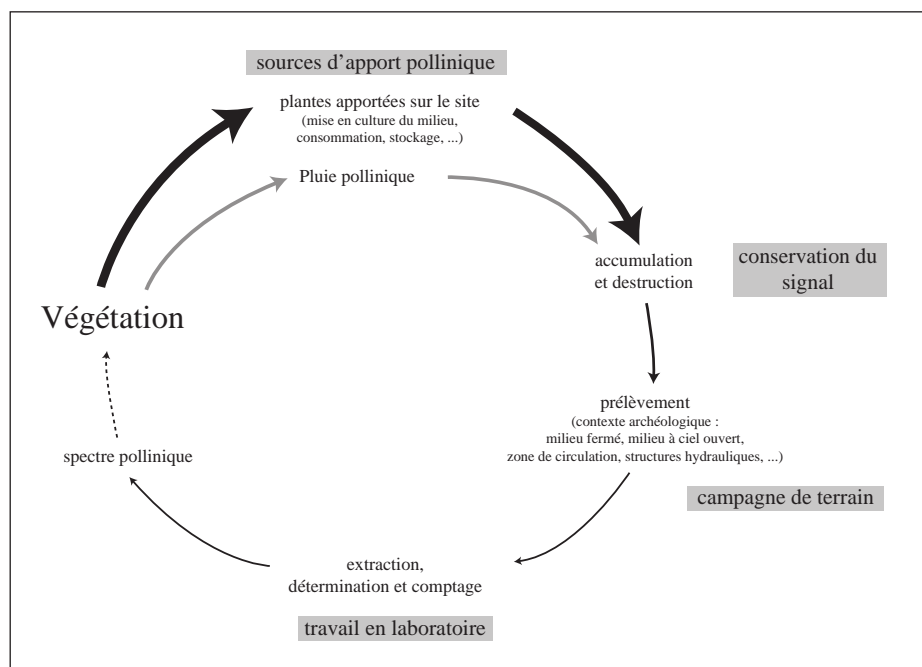 sources d'apport pollinique
plantes apportées sur le site
(mise en culture du milieu,
consommation, stockage, ...)
Pluie pollinique
accumulation
et destruction
conservation du
signal
Végétation
prélèvement
(contexte archéologique :
milieu fermé, milieu à ciel ouvert,
zone de circulation, structures hydrauliques, ...)
campagne de terrain
spectre pollinique
extraction,
détermination et comptage
travail en laboratoire